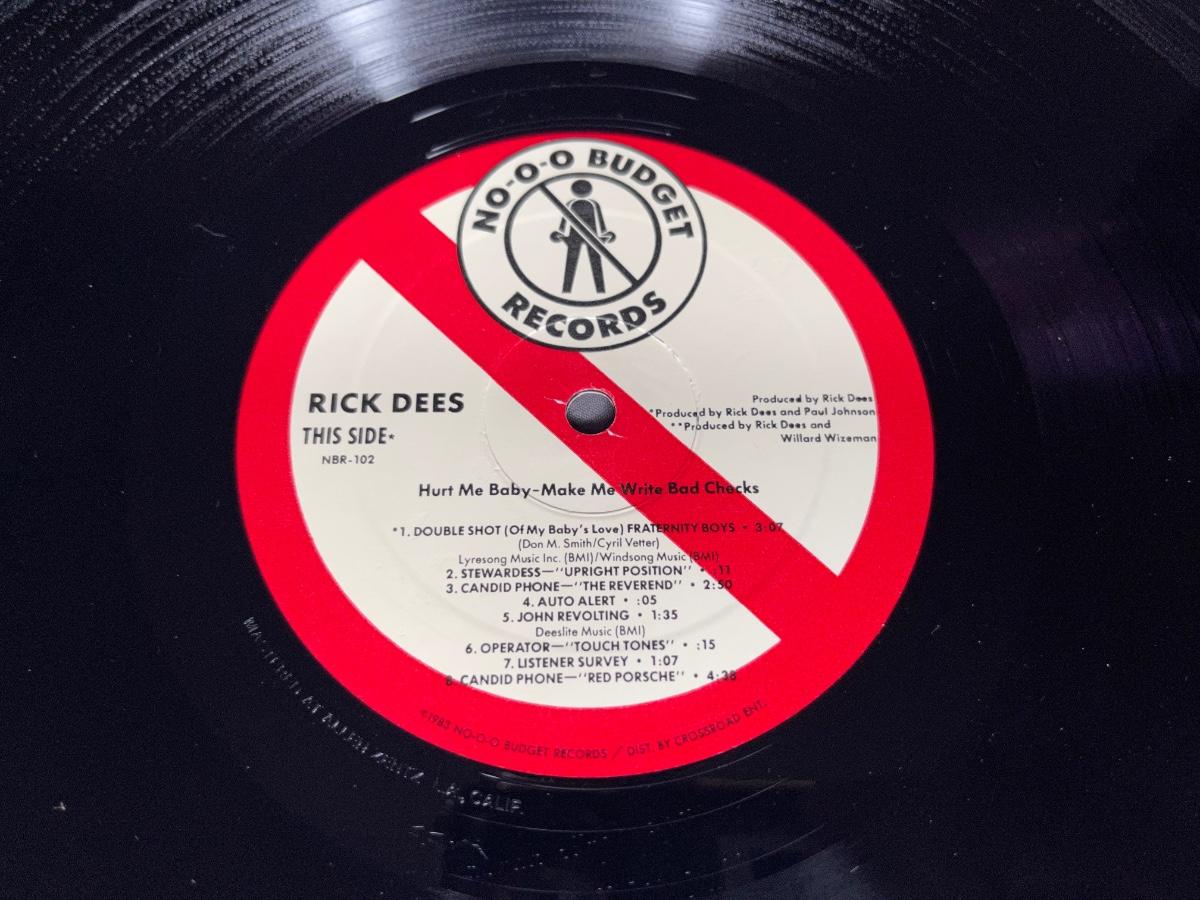 NO-O-O BUDGET
RECORDS
RICK DEES
THIS SIDE*
NBR-102
Produced by Rick Dees
*Produced by Rick Dees and Paul Johnson
**Produced by Rick Dees and
Willard Wizeman
Hurt Me Baby-Make Me Write Bad Checks
*1. DOUBLE SHOT (Of My Baby's Love) FRATERNITY BOYS • 3:07
(Don M. Smith/Cyril Vetter)
Lyresong Music Inc. (BMI)/Windsong Music (BMI)
2. STEWARDESS—"UPRIGHT POSITION" • :11
3. CANDID PHONE—"THE REVEREND" • 2:50
4. AUTO ALERT • :05
5. JOHN REVOLTING • 1:35
Deeslite Music (BMI)
6. OPERATOR—"TOUCH TONES" • :15
7. LISTENER SURVEY • 1:07
8. CANDID PHONE—"RED PORSCHE" • 4:38
©1983 NO-O-O BUDGET RECORDS / DIST. BY CROSSROAD ENT.
MASTERED AT ALLEN ZENTZ L.A. CALIF.